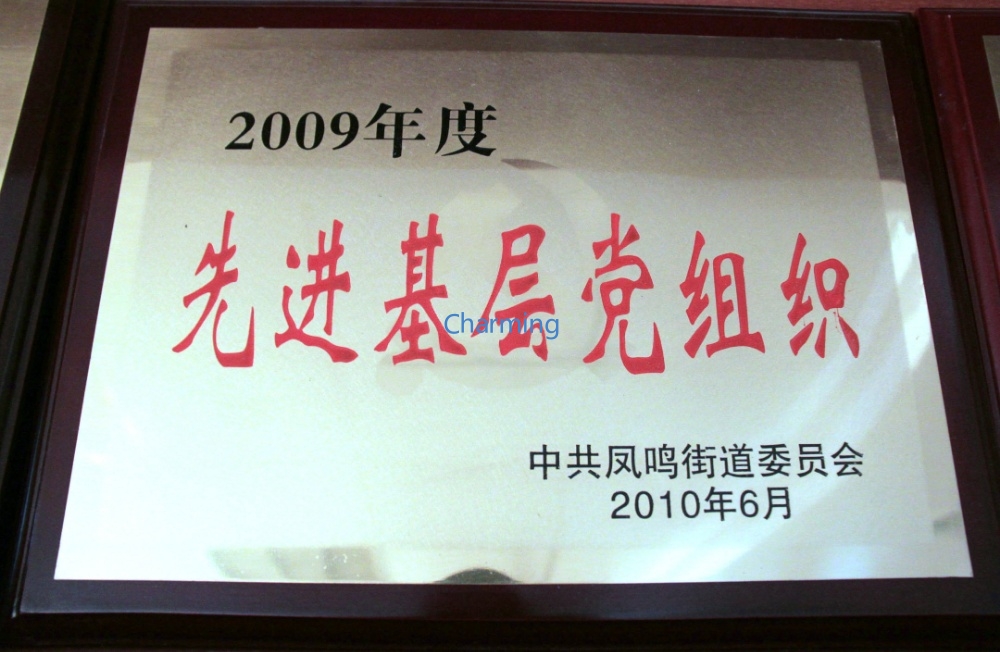 2009年度
先进基层党组织
Charming
中共凤鸣街道委员会
2010年6月